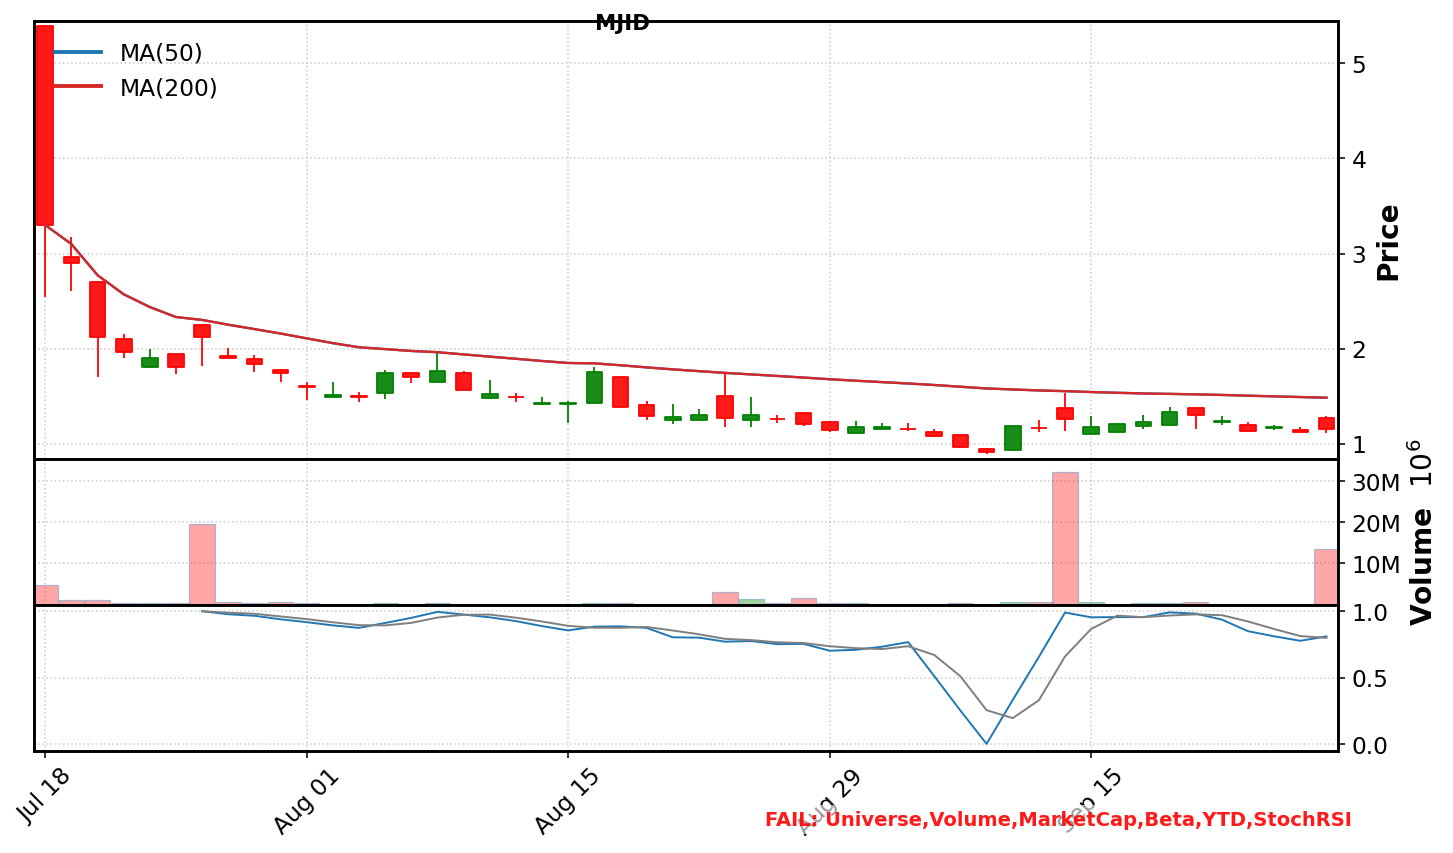 MJID
MA(50)
MA(200)
5
4
3
2
1
Price
30M
20M
10M
Volume 10^6
1.0
0.5
0.0
Jul 18
Aug 01
Aug 15
Aug 29
Sep 15
FAIL: Universe,Volume,MarketCap,Beta,YTD,StochRSI